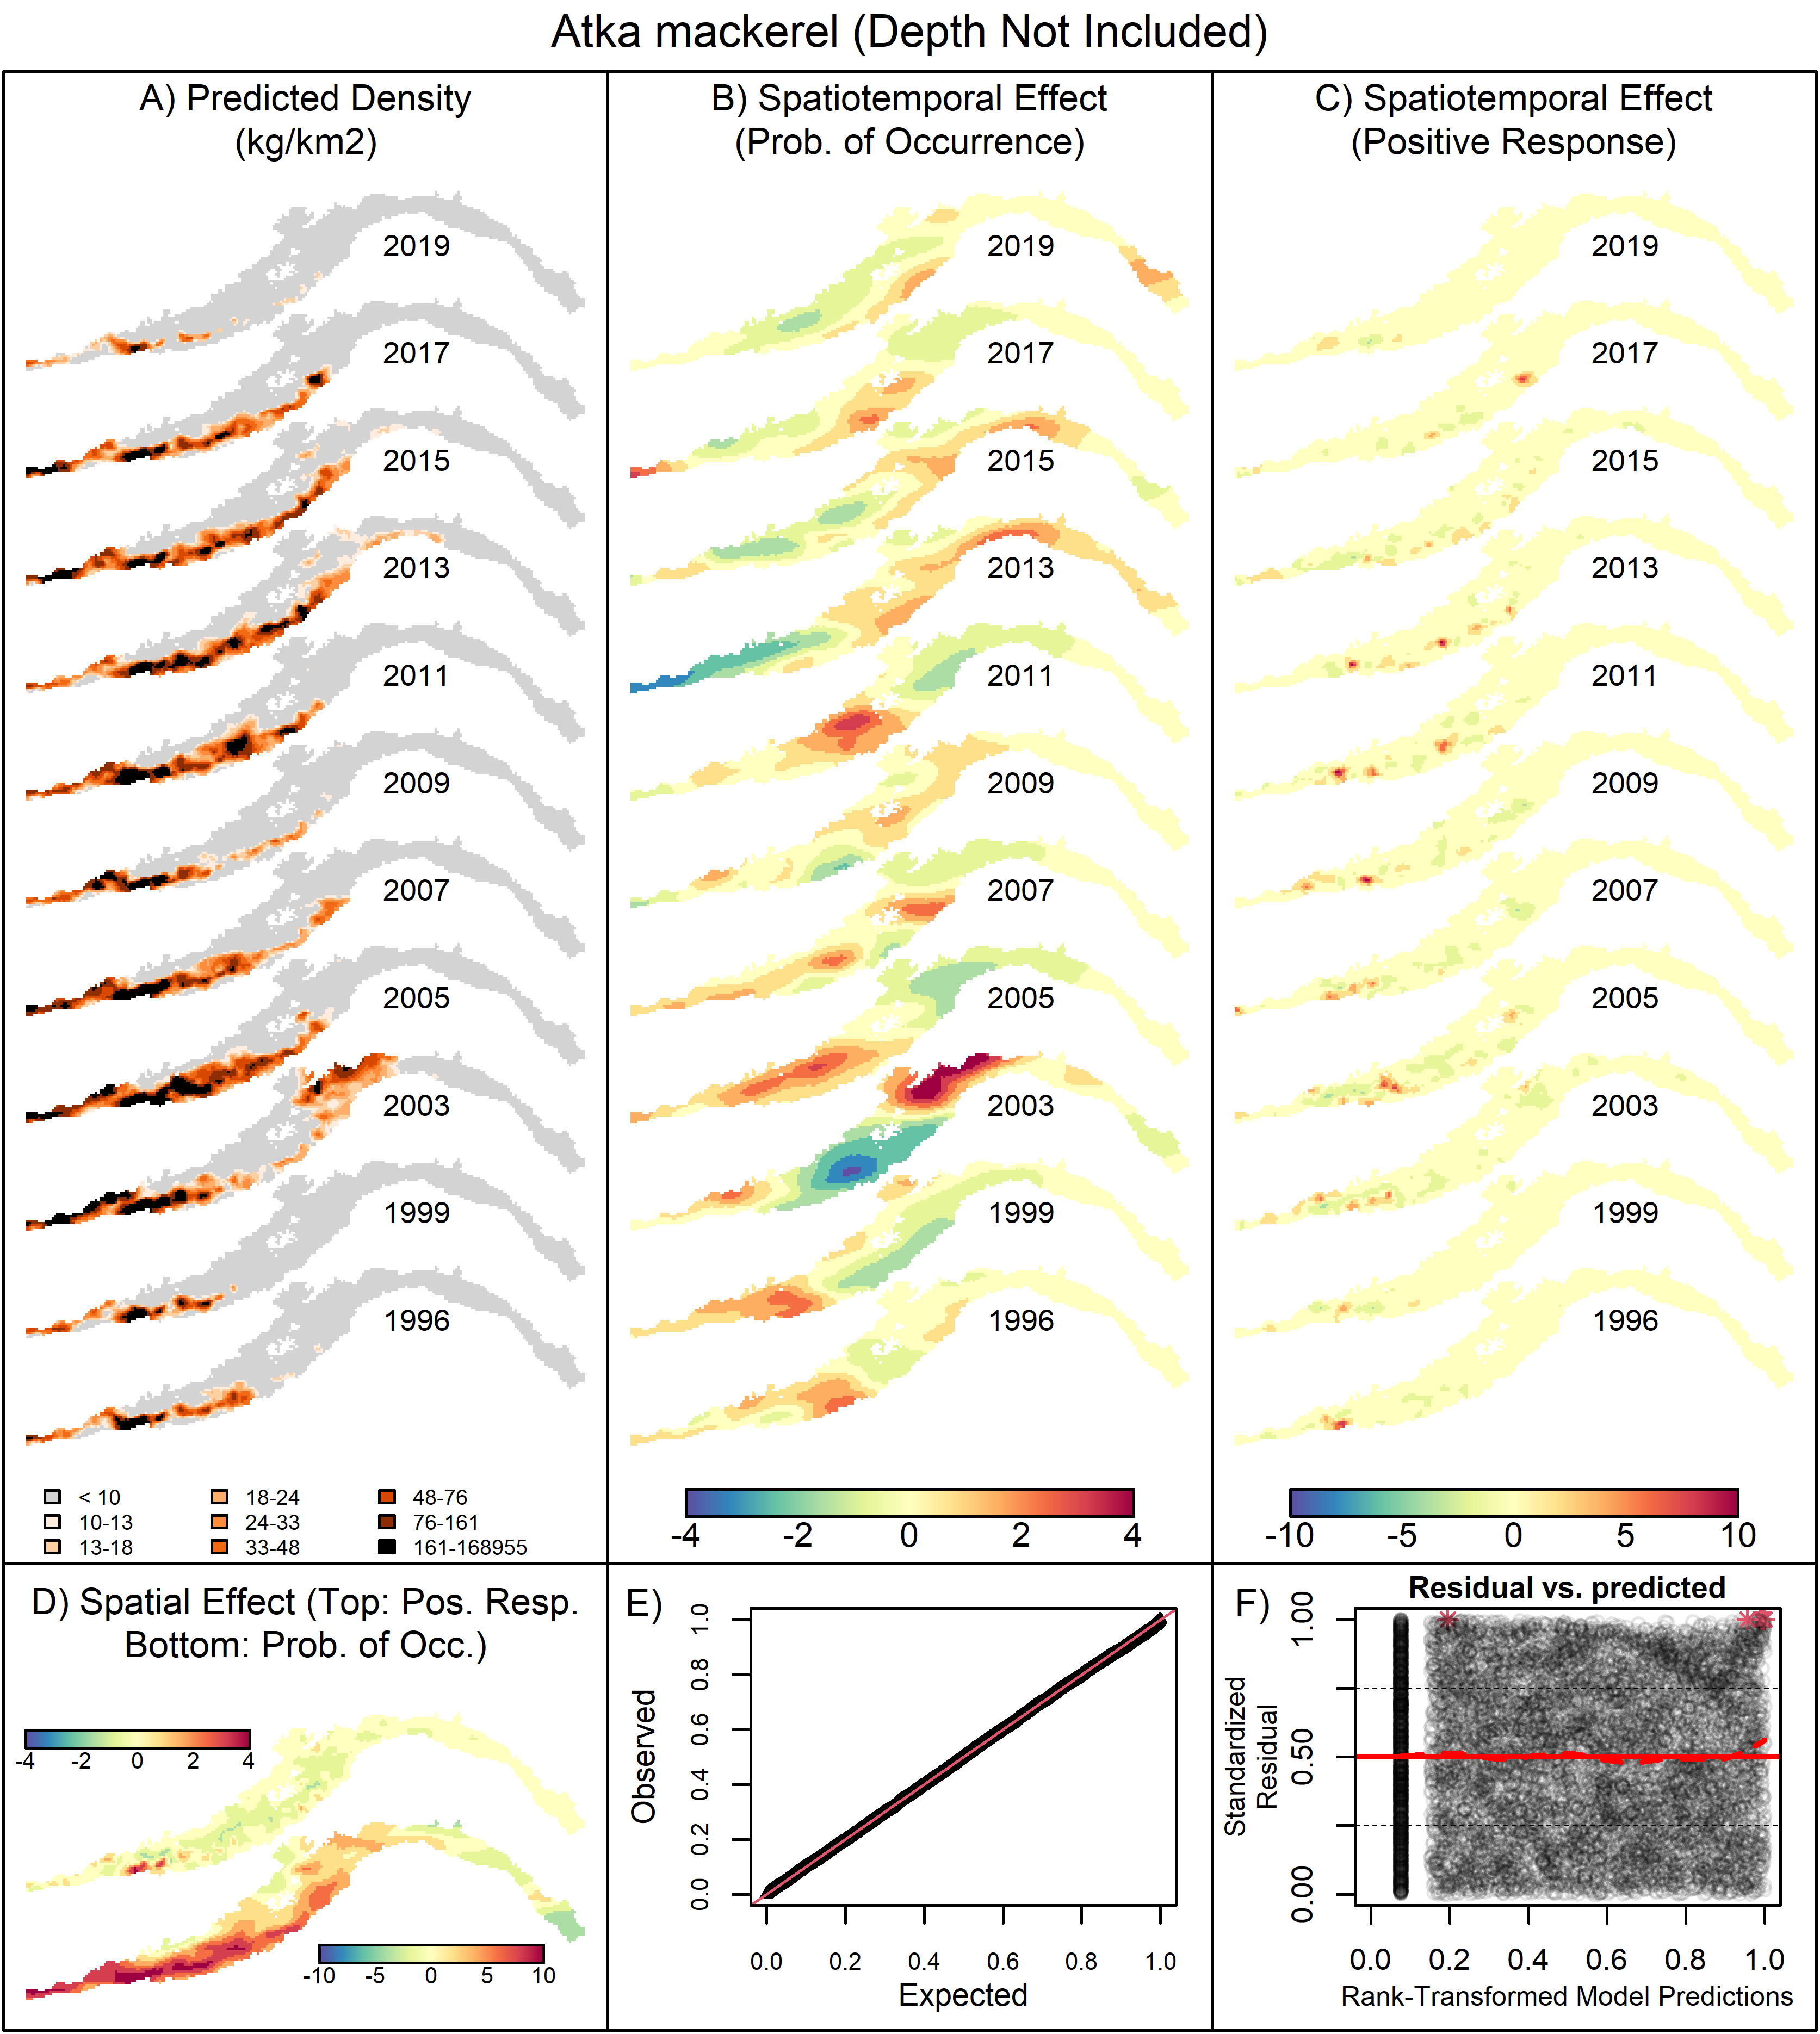 Atka mackerel (Depth Not Included)
A) Predicted Density
(kg/km2)
2019
2017
2015
2013
2011
2009
2007
2005
2003
1999
1996
< 10
10-13
13-18
18-24
24-33
33-48
48-76
76-161
161-168955
B) Spatiotemporal Effect
(Prob. of Occurrence)
2019
2017
2015
2013
2011
2009
2007
2005
2003
1999
1996
-4 -2 0 2 4
C) Spatiotemporal Effect
(Positive Response)
2019
2017
2015
2013
2011
2009
2007
2005
2003
1999
1996
-10 -5 0 5 10
D) Spatial Effect (Top: Pos. Resp.
Bottom: Prob. of Occ.)
-4 -2 0 2 4
-10 -5 0 5 10
E)
Observed
1.0
0.8
0.6
0.4
0.2
0.0
0.0 0.2 0.4 0.6 0.8 1.0
Expected
F)
Residual vs. predicted
Standardized
Residual
1.00
0.50
0.00
0.0 0.2 0.4 0.6 0.8 1.0
Rank-Transformed Model Predictions